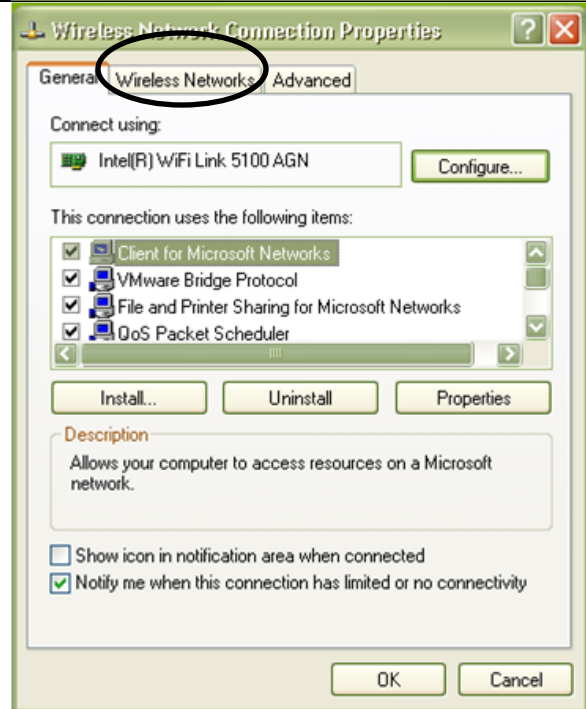 Wireless Network Connection Properties
General Wireless Networks Advanced
Connect using:
Intel(R) WiFi Link 5100 AGN
Configure...
This connection uses the following items:
Client for Microsoft Networks
VMware Bridge Protocol
File and Printer Sharing for Microsoft Networks
QoS Packet Scheduler
Install... Uninstall Properties
Description
Allows your computer to access resources on a Microsoft
network.
Show icon in notification area when connected
Notify me when this connection has limited or no connectivity
OK Cancel